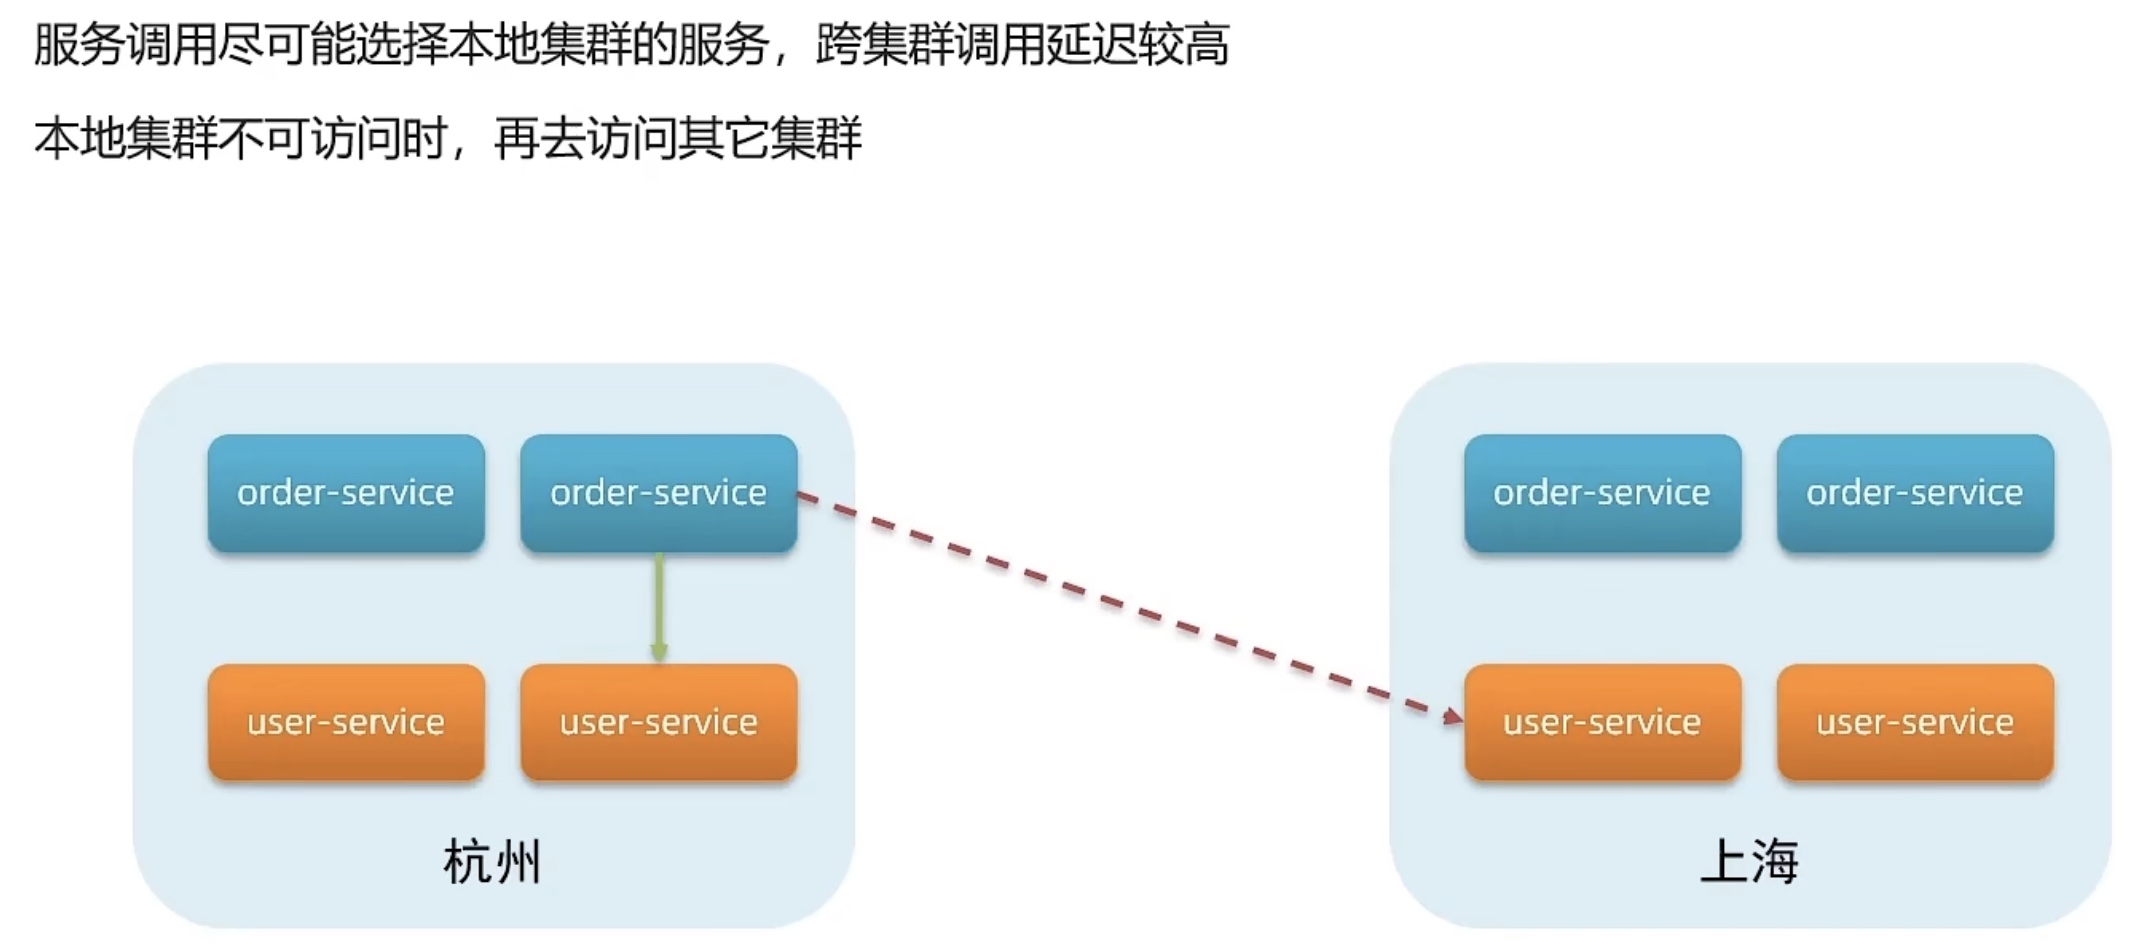 服务调用尽可能选择本地集群的服务，跨集群调用延迟较高
本地集群不可访问时，再去访问其它集群
order-service
order-service
order-service
order-service
user-service
user-service
user-service
user-service
杭州
上海